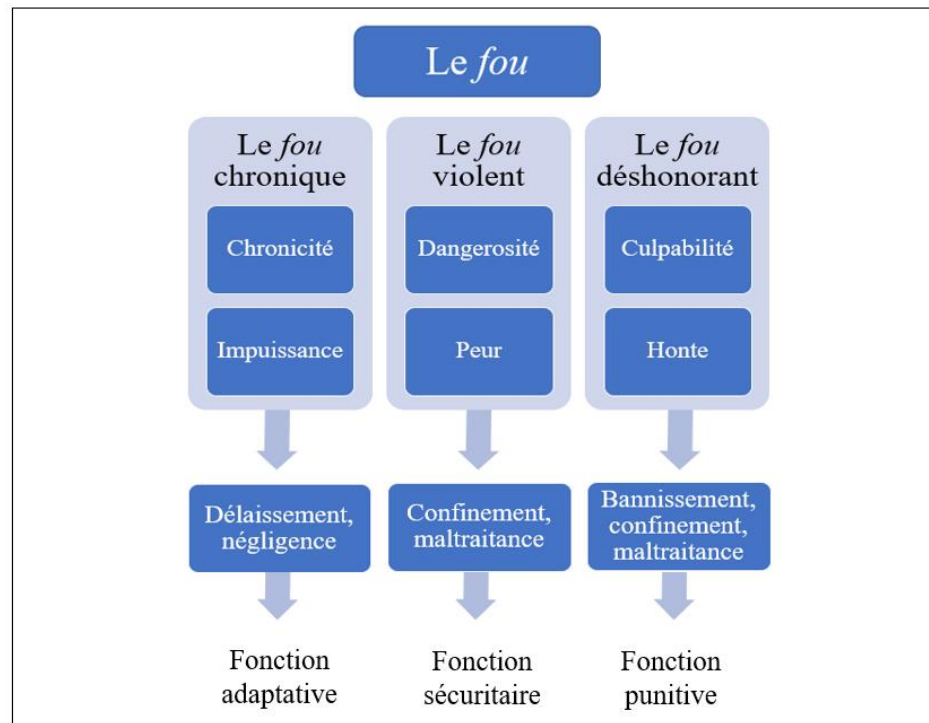 Le fou
Le fou
chronique
Chronicité
Impuissance
Délaissement,
négligence
Fonction
adaptative
Le fou
violent
Dangerosité
Peur
Confinement,
maltraitance
Fonction
sécuritaire
Le fou
déshonorant
Culpabilité
Honte
Bannissement,
confinement,
maltraitance
Fonction
punitive